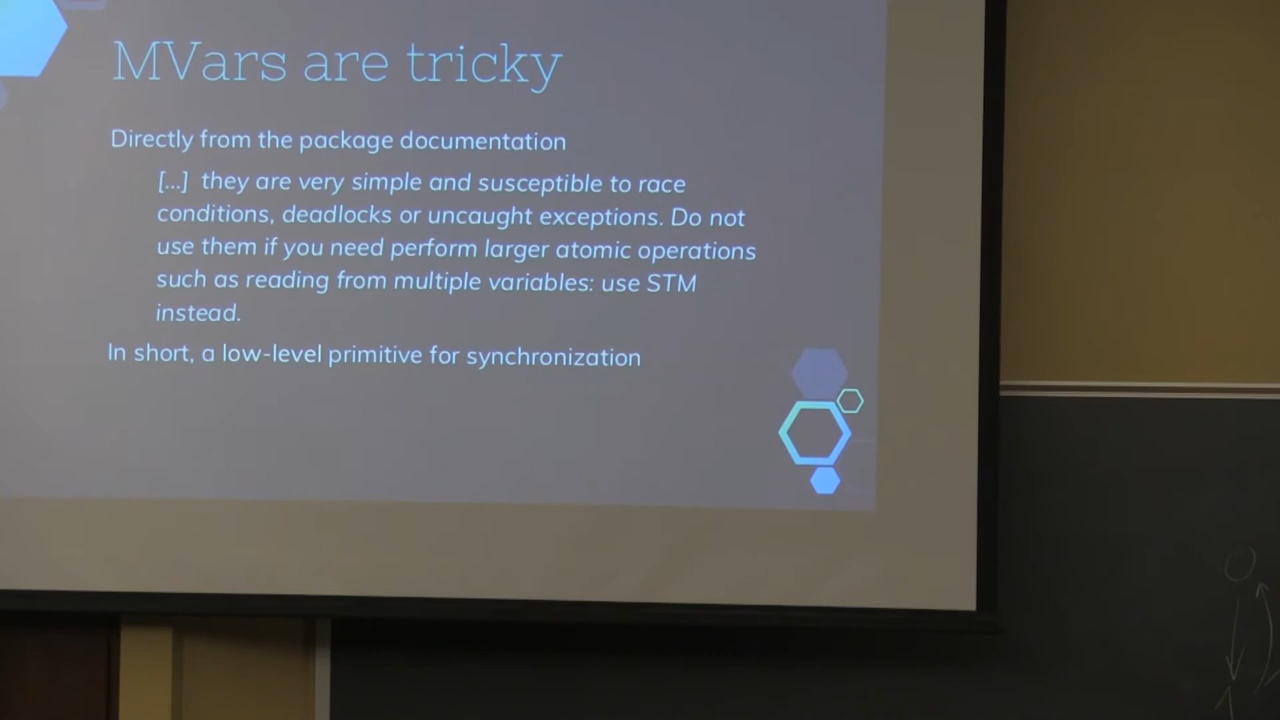 MVars are tricky
Directly from the package documentation
[...] they are very simple and susceptible to race
conditions, deadlocks or uncaught exceptions. Do not
use them if you need perform larger atomic operations
such as reading from multiple variables: use STM
instead.
In short, a low-level primitive for synchronization